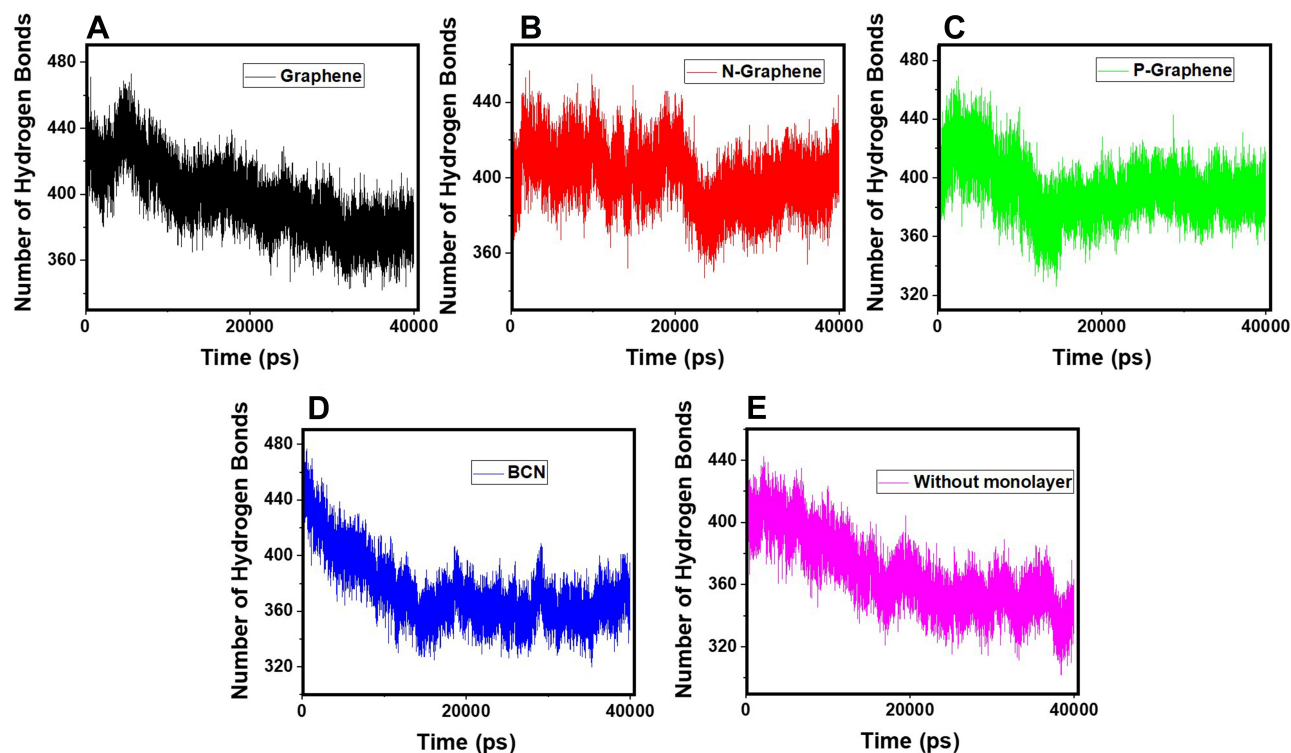 A
B
C
Number of Hydrogen Bonds
480
440
400
360
Graphene
0
20000
40000
Time (ps)
Number of Hydrogen Bonds
440
400
360
N-Graphene
0
20000
40000
Time (ps)
Number of Hydrogen Bonds
480
440
400
360
320
P-Graphene
0
20000
40000
Time (ps)
D
E
Number of Hydrogen Bonds
480
440
400
360
320
BCN
0
20000
40000
Time (ps)
Number of Hydrogen Bonds
440
400
360
320
Without monolayer
0
20000
40000
Time (ps)